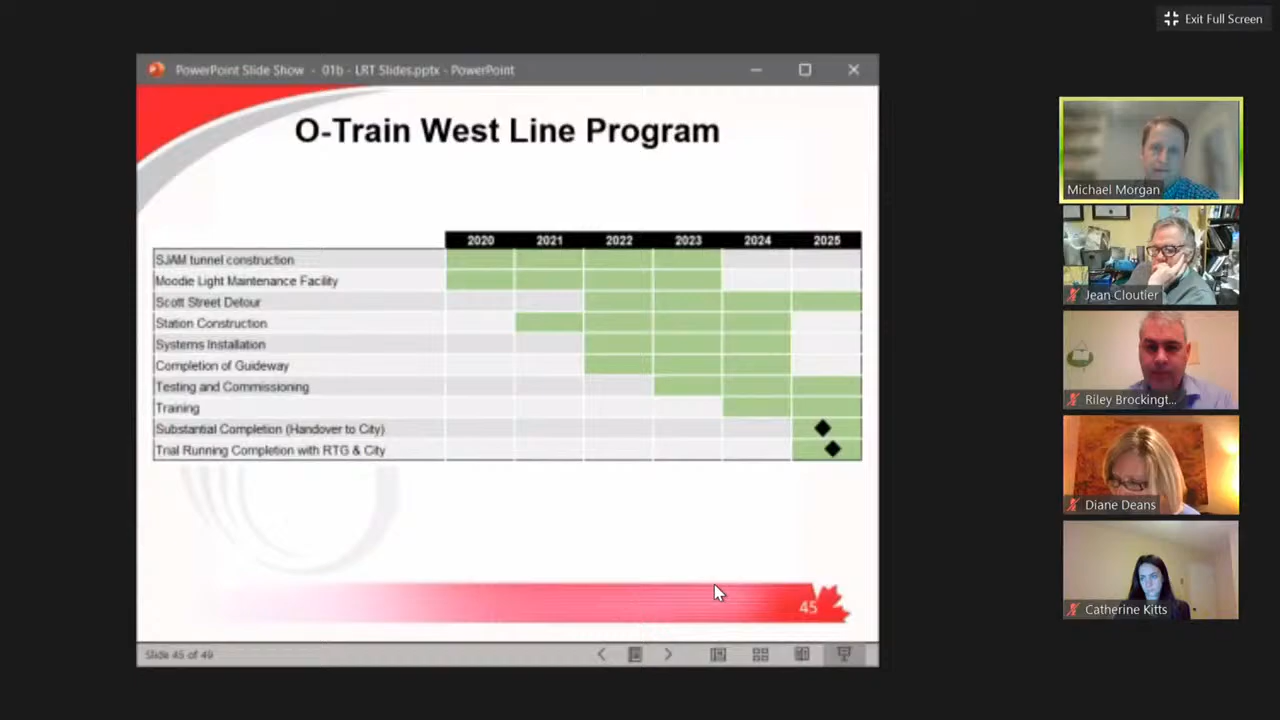 Exit Full Screen
PowerPoint Slide Show - 01b - LRT Slides.pptx - PowerPoint
O-Train West Line Program
2020 2021 2022 2023 2024 2025
SJAM tunnel construction
Moodie Light Maintenance Facility
Scott Street Detour
Station Construction
Systems Installation
Completion of Guideway
Testing and Commissioning
Training
Substantial Completion (Handover to City)
Trial Running Completion with RTG & City
45
Slide 45 of 49
Michael Morgan
Jean Cloutier
Riley Brockingt...
Diane Deans
Catherine Kitts